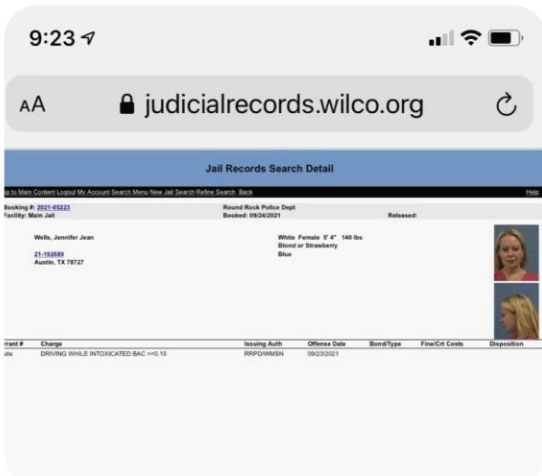 9:23
AA judicialrecords.wilco.org
Jail Records Search Detail
ip to Main Content Logout My Account Search Menu New Jail Search Refine Search Back Help
Booking #: 2021-05223 Round Rock Police Dept
Facility: Main Jail Booked: 09/24/2021 Released:
Wells, Jennifer Jean White Female 5' 4" 140 lbs
Blond or Strawberry
21-192689 Blue
Austin, TX 78727
rrant # Charge Issuing Auth Offense Date Bond/Type Fine/Crt Costs Disposition
DRIVING WHILE INTOXICATED BAC >=0.15 RRPD/WMSN 09/23/2021